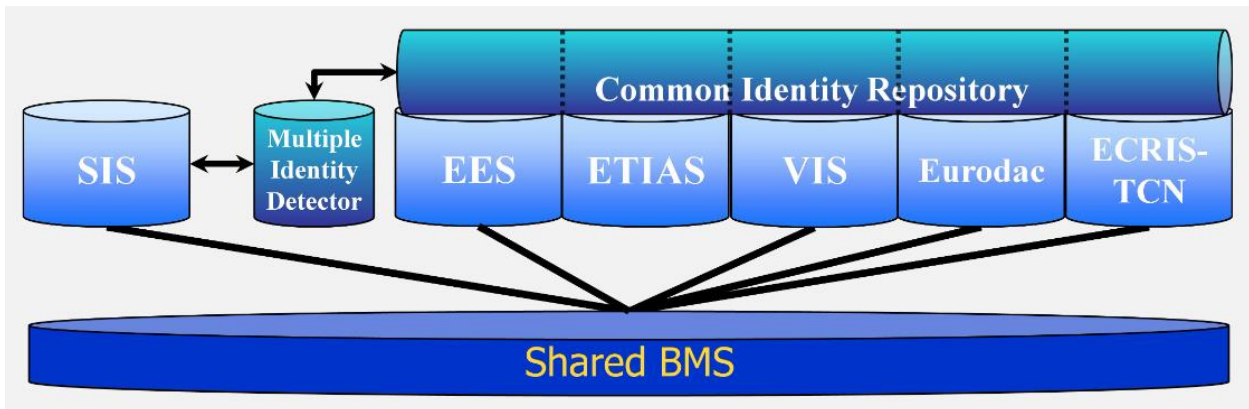 Common Identity Repository
SIS
Multiple
Identity
Detector
EES
ETIAS
VIS
Eurodac
ECRIS-
TCN
Shared BMS